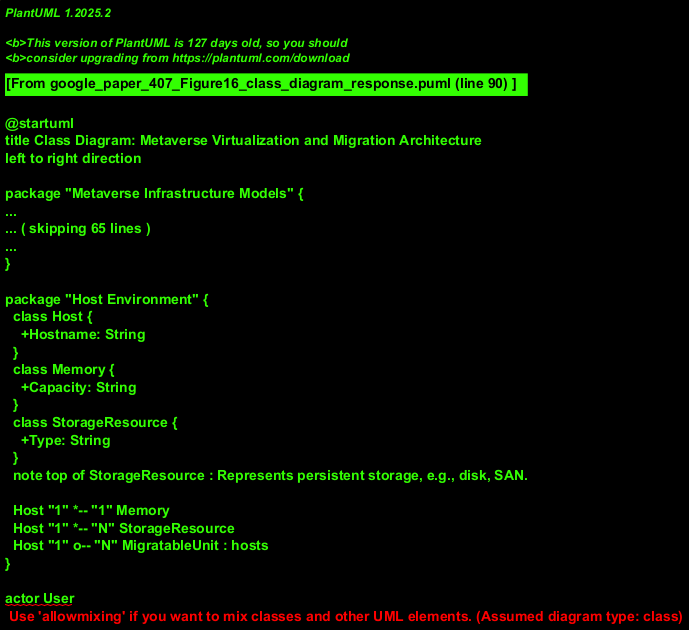 PlantUML 1.2025.2
<b>This version of PlantUML is 127 days old, so you should
<b>consider upgrading from https://plantuml.com/download
[From google_paper_407_Figure16_class_diagram_response.puml (line 90) ]
@startuml
title Class Diagram: Metaverse Virtualization and Migration Architecture
left to right direction
package "Metaverse Infrastructure Models" {
...
... ( skipping 65 lines )
...
}
package "Host Environment" {
class Host {
+Hostname: String
}
class Memory {
+Capacity: String
}
class StorageResource {
+Type: String
}
note top of StorageResource : Represents persistent storage, e.g., disk, SAN.
Host "1" *-- "1" Memory
Host "1" *-- "N" StorageResource
Host "1" o-- "N" MigratableUnit : hosts
}
actor User
Use 'allowmixing' if you want to mix classes and other UML elements. (Assumed diagram type: class)